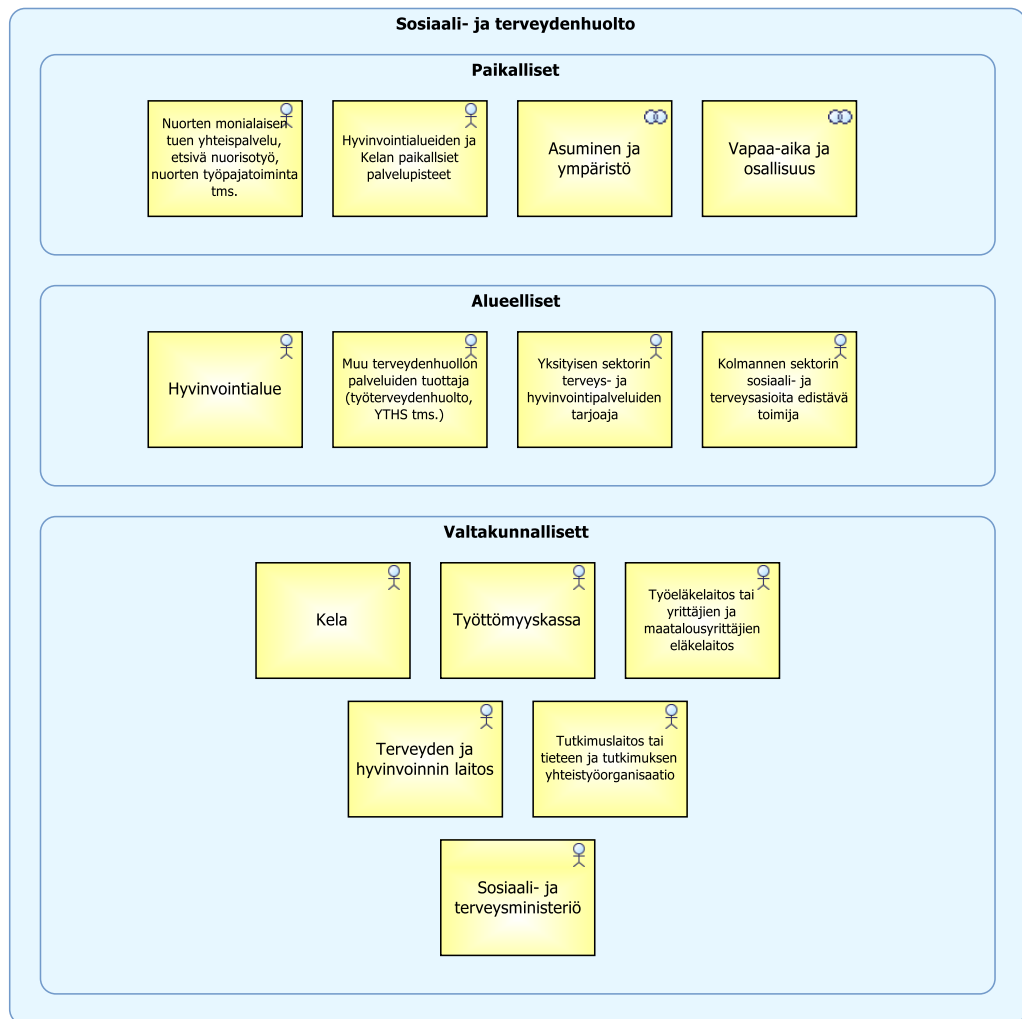 Sosiaali- ja terveydenhuolto
Paikalliset
Nuorten monialaisen
tuen yhteispalvelu,
etsivä nuorisotyö,
nuorten työpajatoiminta
tms.
Hyvinvointialueiden ja
Kelan paikallsiet
palvelupisteet
Asuminen ja
ympäristö
Vapaa-aika ja
osallisuus
Alueelliset
Hyvinvointialue
Muu terveydenhuollon
palveluiden tuottaja
(työterveydenhuolto,
YTHS tms.)
Yksityisen sektorin
terveys- ja
hyvinvointipalveluiden
tarjoaja
Kolmannen sektorin
sosiaali- ja
terveysasioita edistävä
toimija
Valtakunnallisett
Kela
Työttömyyskassa
Työeläkelaitos tai
yrittäjien ja
maatalousyrittäjien
eläkelaitos
Terveyden ja
hyvinvoinnin laitos
Tutkimuslaitos tai
tieteen ja tutkimuksen
yhteistyöorganisaatio
Sosiaali- ja
terveysministeriö